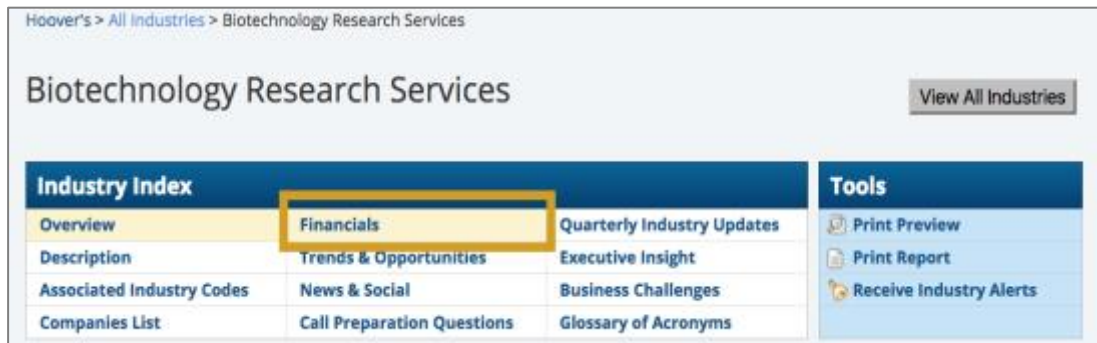 Hoover's > All Industries > Biotechnology Research Services
Biotechnology Research Services
View All Industries
Industry Index
Overview Financials Quarterly Industry Updates
Description Trends & Opportunities Executive Insight
Associated Industry Codes News & Social Business Challenges
Companies List Call Preparation Questions Glossary of Acronyms
Tools
Print Preview
Print Report
Receive Industry Alerts